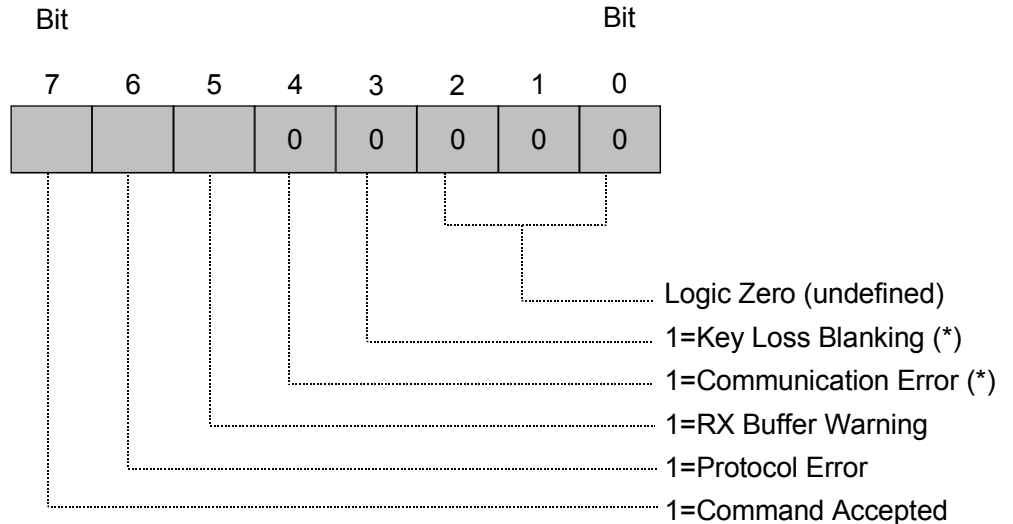 Bit Bit
7 6 5 4 3 2 1 0
0 0 0 0 0
Logic Zero (undefined)
1=Key Loss Blanking (*)
1=Communication Error (*)
1=RX Buffer Warning
1=Protocol Error
1=Command Accepted